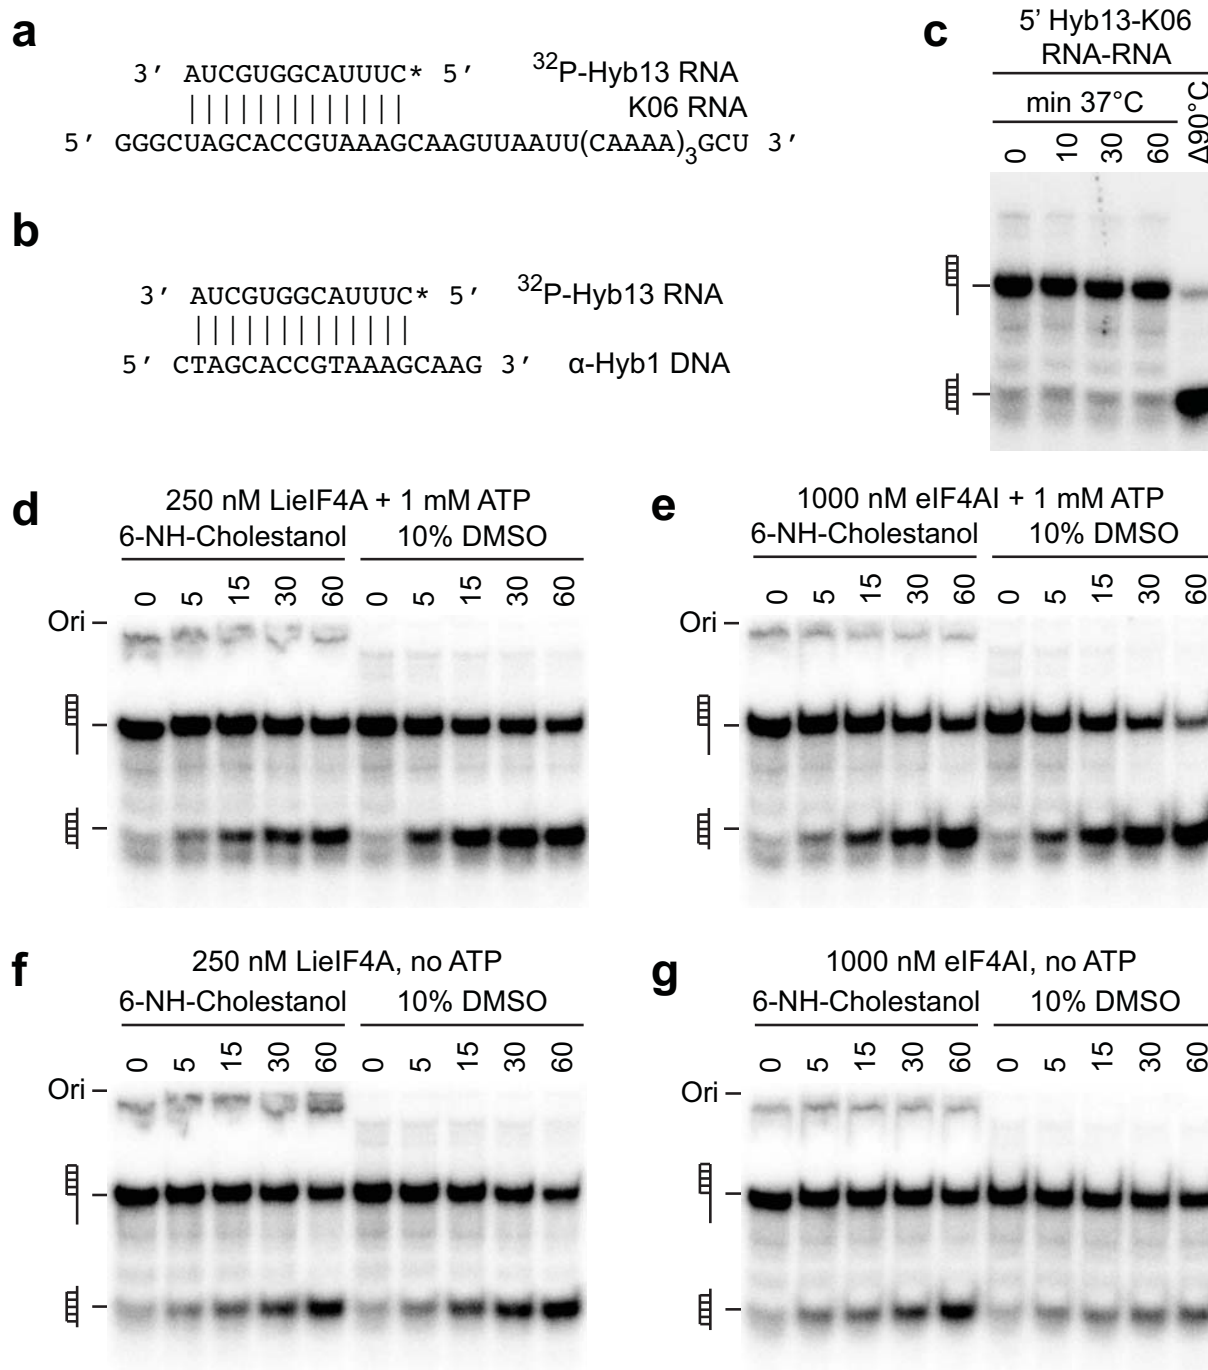 a
3′ AUCGUGGCAUUUC* 5′ ³²P-Hyb13 RNA
K06 RNA
5′ GGGCUAGCACCGUAAAGCAAGUUAAUU(CAAAA)₃GCU 3′
b
3′ AUCGUGGCAUUUC* 5′ ³²P-Hyb13 RNA
5′ CTAGCACCGTAAAGCAAG 3′ α-Hyb1 DNA
c
5’ Hyb13-K06
RNA-RNA
min 37°C
0 10 30 60 Δ90°C
d
250 nM LieIF4A + 1 mM ATP
6-NH-Cholestanol 10% DMSO
0 5 15 30 60 0 5 15 30 60
Ori
e
1000 nM eIF4AI + 1 mM ATP
6-NH-Cholestanol 10% DMSO
0 5 15 30 60 0 5 15 30 60
Ori
f
250 nM LieIF4A, no ATP
6-NH-Cholestanol 10% DMSO
0 5 15 30 60 0 5 15 30 60
Ori
g
1000 nM eIF4AI, no ATP
6-NH-Cholestanol 10% DMSO
0 5 15 30 60 0 5 15 30 60
Ori